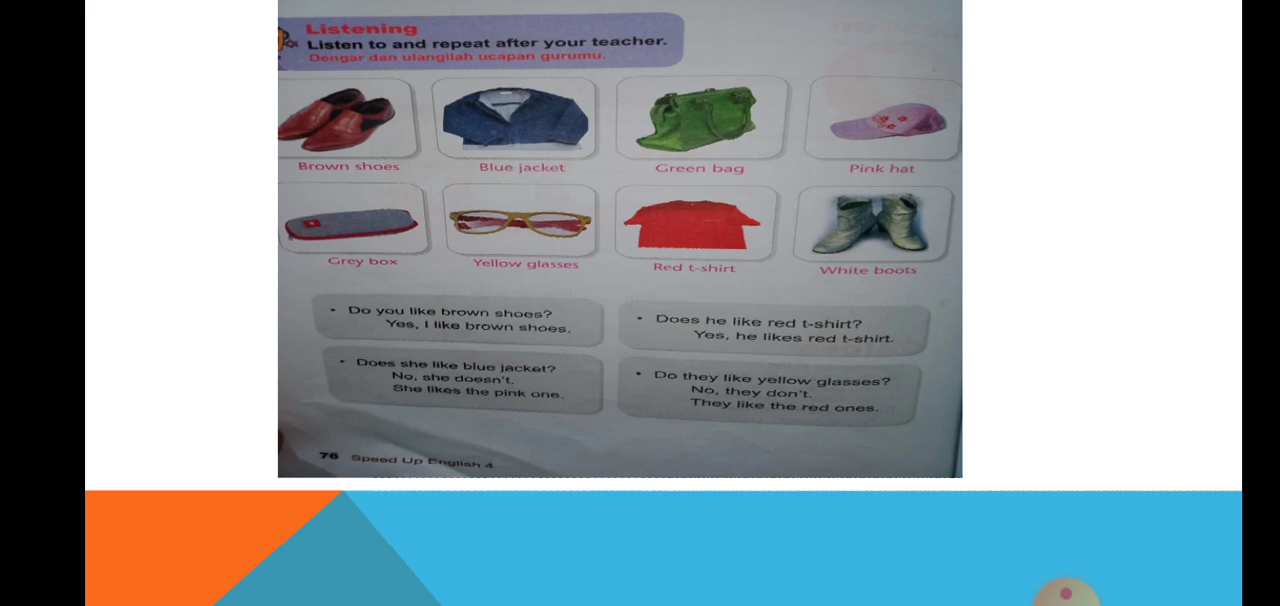 Listening
Listen to and repeat after your teacher.
Dengar dan ulangilah ucapan gurumu.
Brown shoes
Blue jacket
Green bag
Pink hat
Grey box
Yellow glasses
Red t-shirt
White boots
• Do you like brown shoes?
Yes, I like brown shoes.
• Does he like red t-shirt?
Yes, he likes red t-shirt.
• Does she like blue jacket?
No, she doesn't.
She likes the pink one.
• Do they like yellow glasses?
No, they don't.
They like the red ones.
76 Speed Up English 4